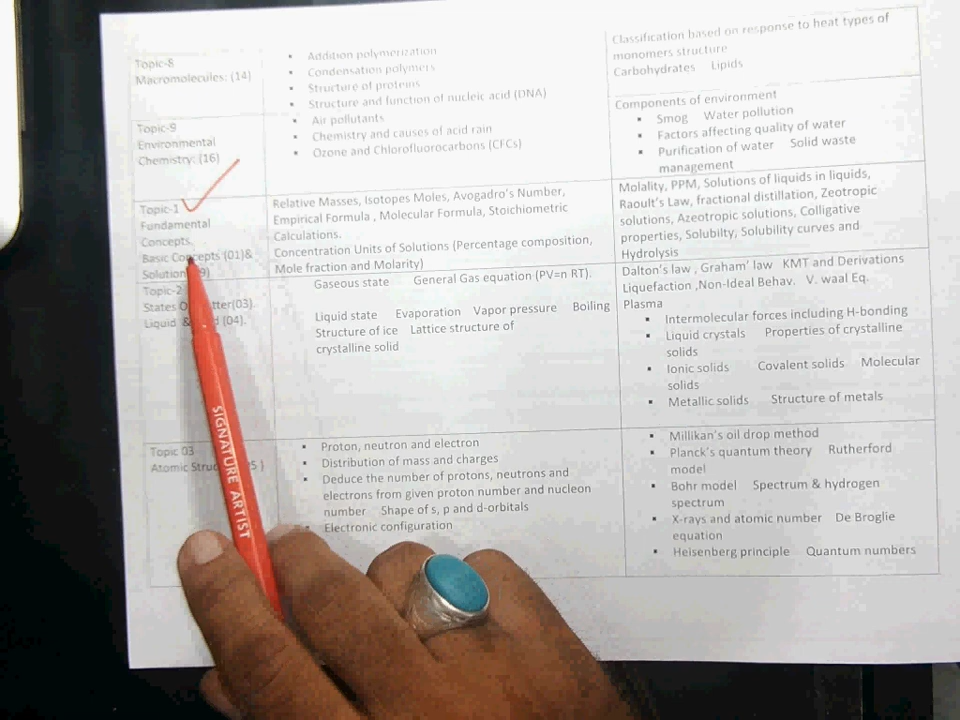 Topic-8
Macromolecules: (14)
Addition polymerization
Condensation polymers
Structure of proteins
Structure and function of nucleic acid (DNA)
Classification based on response to heat types of
monomers structure
Carbohydrates Lipids
Topic-9
Environmental
Chemistry: (16)
Air pollutants
Chemistry and causes of acid rain
Ozone and Chlorofluorocarbons (CFCs)
Components of environment
Smog Water pollution
Factors affecting quality of water
Purification of water Solid waste
management
Topic-1
Fundamental
Concepts
Basic Concepts (01)&
Relative Masses, Isotopes Moles, Avogadro's Number,
Empirical Formula , Molecular Formula, Stoichiometric
Calculations.
Concentration Units of Solutions (Percentage composition,
Mole fraction and Molarity)
Molality, PPM, Solutions of liquids in liquids,
Raoult's Law, fractional distillation, Zeotropic
solutions, Azeotropic solutions, Colligative
properties, Solubilty, Solubility curves and
Hydrolysis
Topic-2
States (03).
Liquid & (04).
Gaseous state General Gas equation (PV=n RT).
Liquid state Evaporation Vapor pressure Boiling
Structure of ice Lattice structure of
crystalline solid
Dalton's law , Graham' law KMT and Derivations
Liquefaction ,Non-Ideal Behav. V. waal Eq.
Plasma
Intermolecular forces including H-bonding
Liquid crystals Properties of crystalline
solids
Ionic solids Covalent solids Molecular
solids
Metallic solids Structure of metals
Topic 03
Atomic
Proton, neutron and electron
Distribution of mass and charges
Deduce the number of protons, neutrons and
electrons from given proton number and nucleon
number Shape of s, p and d-orbitals
Electronic configuration
Millikan's oil drop method
Planck's quantum theory Rutherford
model
Bohr model Spectrum & hydrogen
spectrum
X-rays and atomic number De Broglie
equation
Heisenberg principle Quantum numbers
SIGNATURE ARTIST